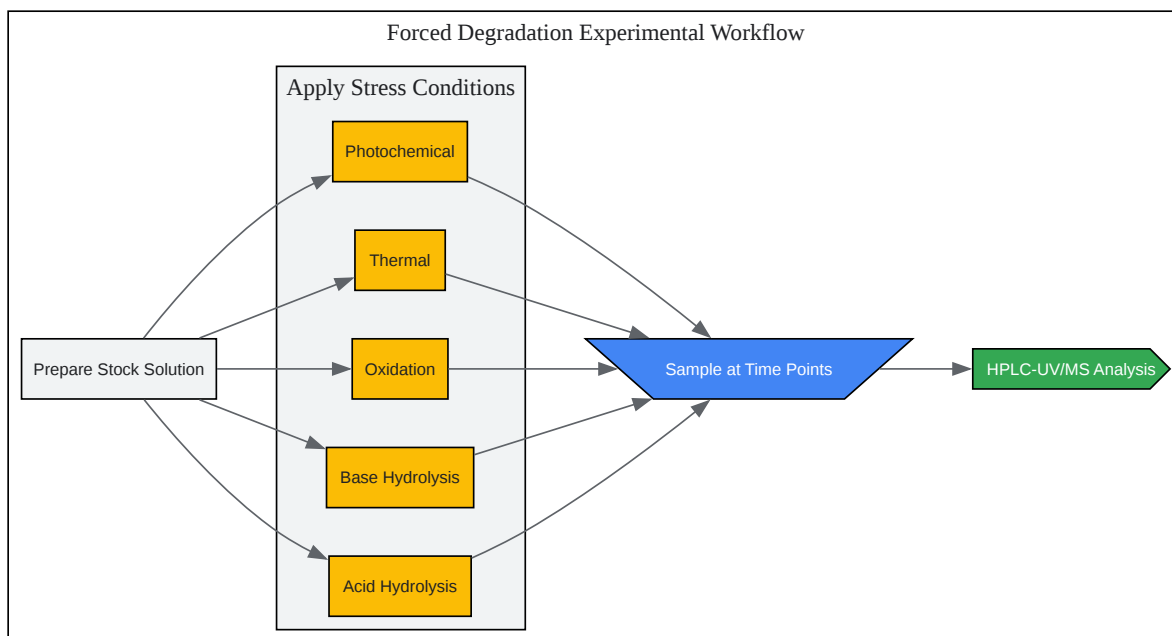 Forced Degradation Experimental Workflow
Apply Stress Conditions
Photochemical
Thermal
Prepare Stock Solution
Oxidation
Sample at Time Points
HPLC-UV/MS Analysis
Base Hydrolysis
Acid Hydrolysis